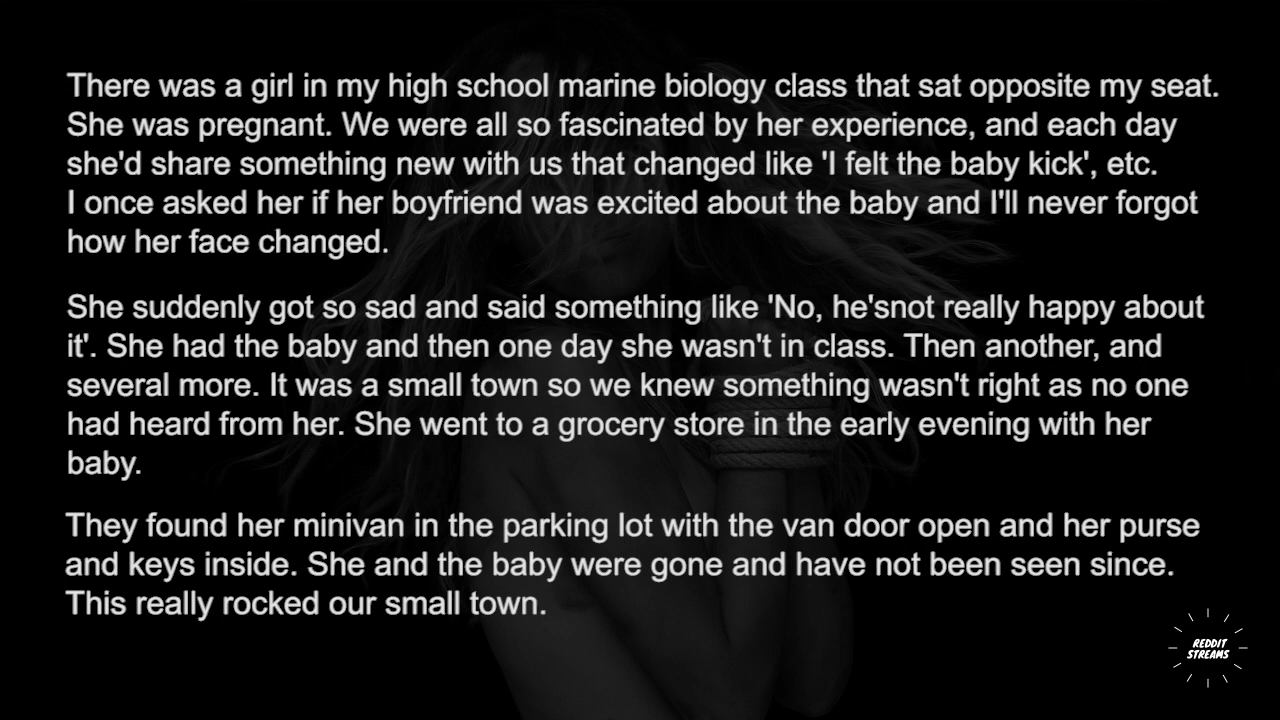 There was a girl in my high school marine biology class that sat opposite my seat.
She was pregnant. We were all so fascinated by her experience, and each day
she'd share something new with us that changed like 'I felt the baby kick', etc.
I once asked her if her boyfriend was excited about the baby and I'll never forgot
how her face changed.
She suddenly got so sad and said something like 'No, he'snot really happy about
it'. She had the baby and then one day she wasn't in class. Then another, and
several more. It was a small town so we knew something wasn't right as no one
had heard from her. She went to a grocery store in the early evening with her
baby.
They found her minivan in the parking lot with the van door open and her purse
and keys inside. She and the baby were gone and have not been seen since.
This really rocked our small town.
REDDIT
STREAMS